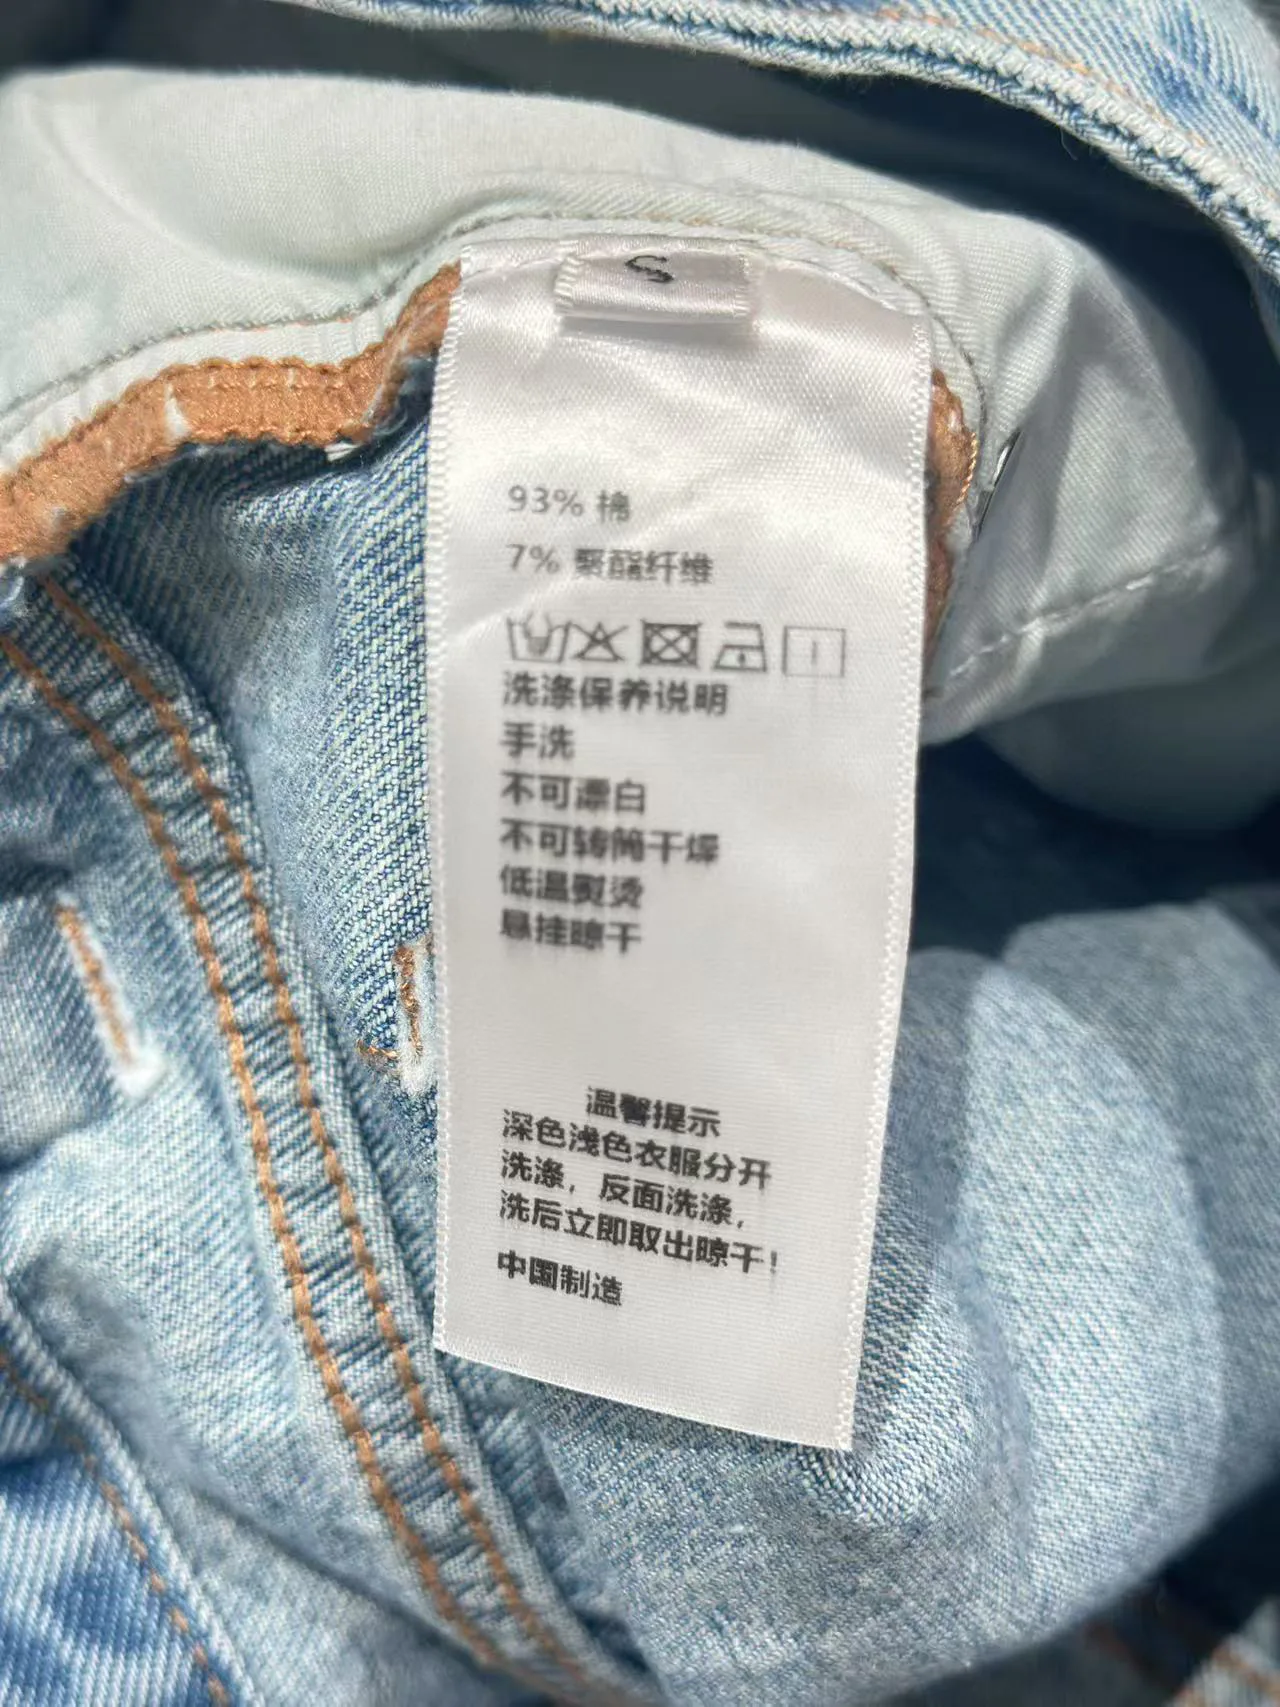 S
93% 棉
7% 聚酯纤维
洗涤保养说明
手洗
不可漂白
不可转筒干燥
低温熨烫
悬挂晾干
温馨提示
深色浅色衣服分开
洗涤，反面洗涤，
洗后立即取出晾干！
中国制造